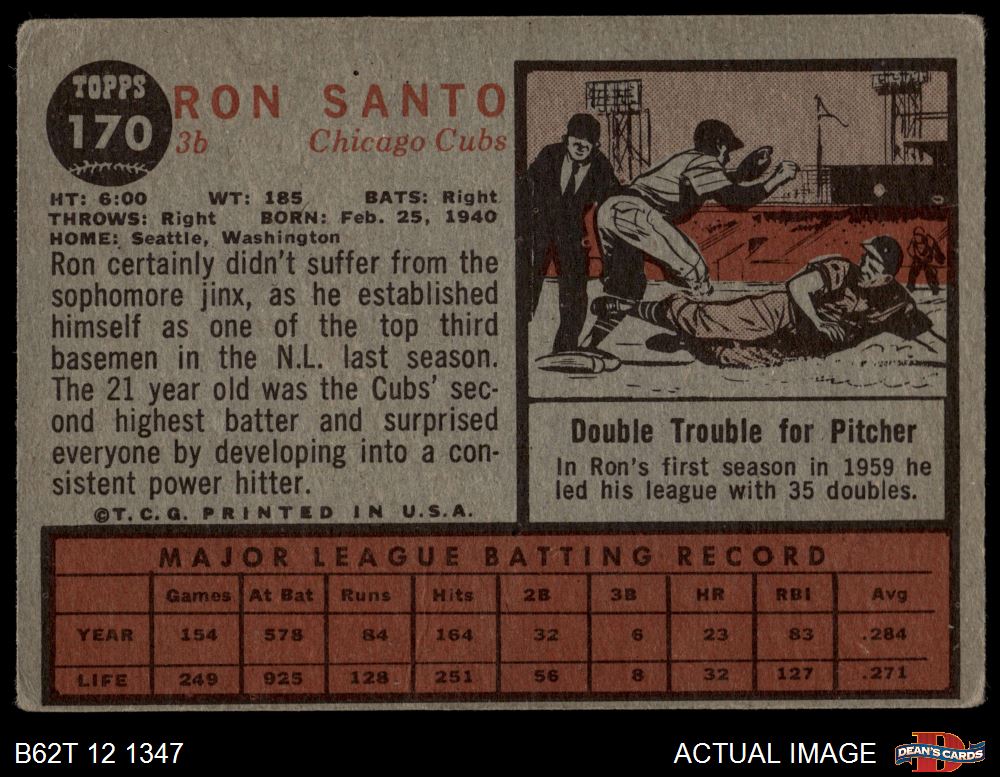 TOPPS
170
RON SANTO
3b Chicago Cubs
HT: 6:00 WT: 185 BATS: Right
THROWS: Right BORN: Feb. 25, 1940
HOME: Seattle, Washington
Ron certainly didn't suffer from the
sophomore jinx, as he established
himself as one of the top third
basemen in the N.L. last season.
The 21 year old was the Cubs' sec-
ond highest batter and surprised
everyone by developing into a con-
sistent power hitter.
©T.C.G. PRINTED IN U.S.A.
Double Trouble for Pitcher
In Ron's first season in 1959 he
led his league with 35 doubles.
MAJOR LEAGUE BATTING RECORD
Games At Bat Runs Hits 2B 3B HR RBI Avg
YEAR 154 578 84 164 32 6 23 83 .284
LIFE 249 925 128 251 56 8 32 127 .271
B62T 12 1347
ACTUAL IMAGE
D
DEAN'S CARDS